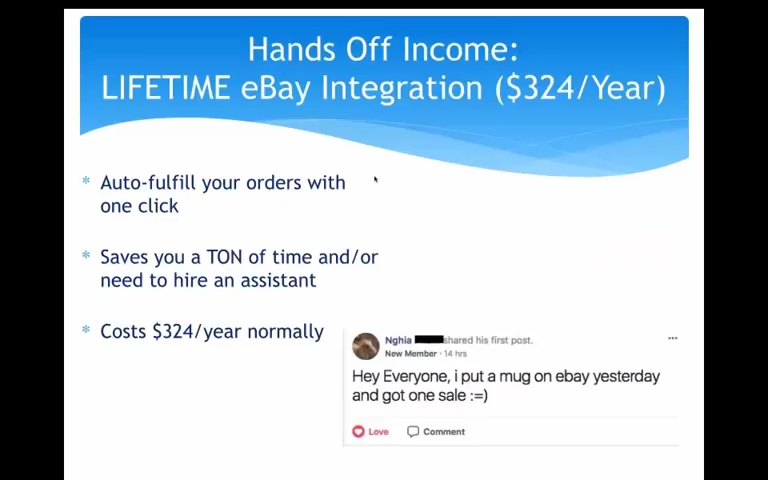 Hands Off Income:
LIFETIME eBay Integration ($324/Year)
* Auto-fulfill your orders with
one click
* Saves you a TON of time and/or
need to hire an assistant
* Costs $324/year normally
Nghia shared his first post.
New Member · 14 hrs
Hey Everyone, i put a mug on ebay yesterday
and got one sale :=)
Love Comment